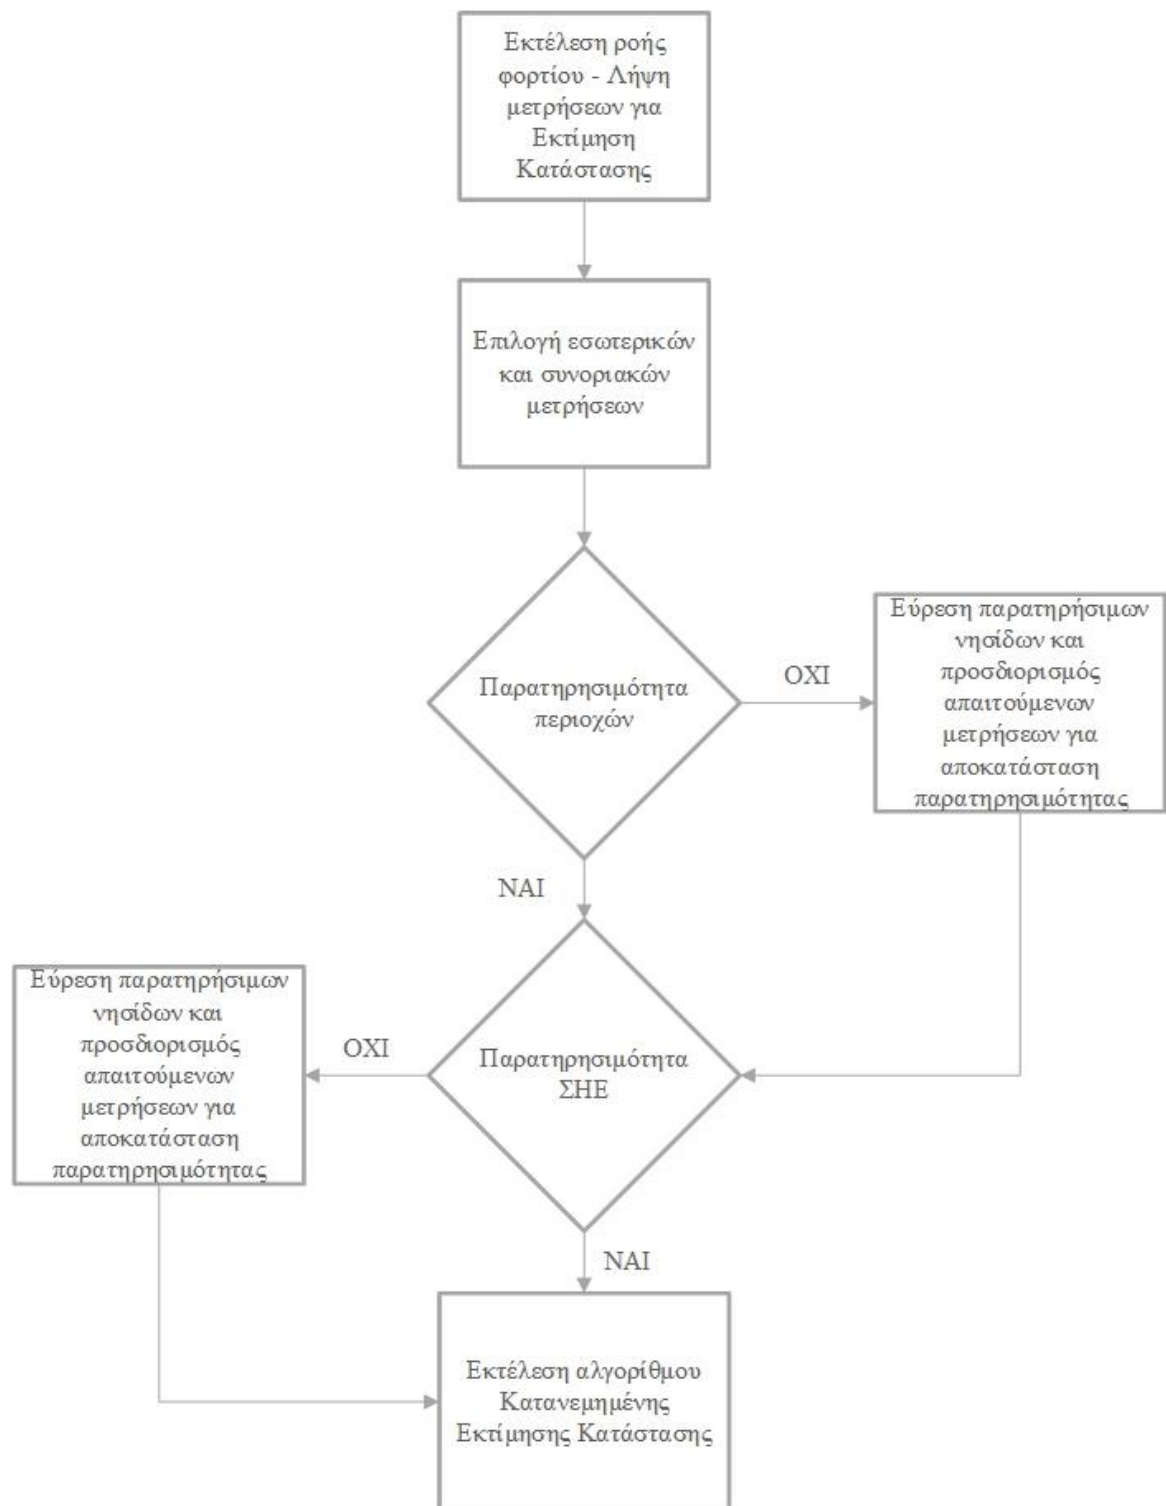 Εκτέλεση ροής
φορτίου - Λήψη
μετρήσεων για
Εκτίμηση
Κατάστασης
Επιλογή εσωτερικών
και συνοριακών
μετρήσεων
Παρατηρησιμότητα
περιοχών
ΟΧΙ
Εύρεση παρατηρήσιμων
νησίδων και
προσδιορισμός
απαιτούμενων
μετρήσεων για
αποκατάσταση
παρατηρησιμότητας
ΝΑΙ
Παρατηρησιμότητα
ΣΗΕ
ΟΧΙ
Εύρεση παρατηρήσιμων
νησίδων και
προσδιορισμός
απαιτούμενων
μετρήσεων για
αποκατάσταση
παρατηρησιμότητας
ΝΑΙ
Εκτέλεση αλγορίθμου
Κατανεμημένης
Εκτίμησης Κατάστασης